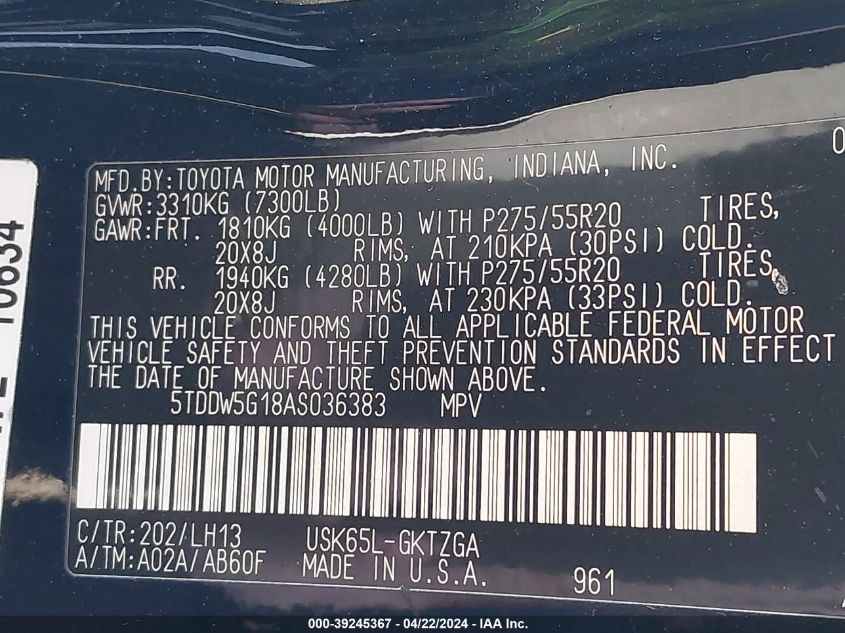 MFD.BY:TOYOTA MOTOR MANUFACTURING, INDIANA, INC. 0
GVWR:3310KG (7300LB)
GAWR:FRT. 1810KG (4000LB) WITH P275/55R20 TIRES,
20X8J RIMS, AT 210KPA (30PSI) COLD.
RR. 1940KG (4280LB) WITH P275/55R20 TIRES,
20X8J RIMS, AT 230KPA (33PSI) COLD.
THIS VEHICLE CONFORMS TO ALL APPLICABLE FEDERAL MOTOR
VEHICLE SAFETY AND THEFT PREVENTION STANDARDS IN EFFECT
THE DATE OF MANUFACTURE SHOWN ABOVE.
5TDDW5G18AS036383 MPV
C/TR:202/LH13 USK65L-GKTZGA
A/TM:A02A/AB60F MADE IN U.S.A. 961
10634
000-39245367 - 04/22/2024 - IAA Inc.